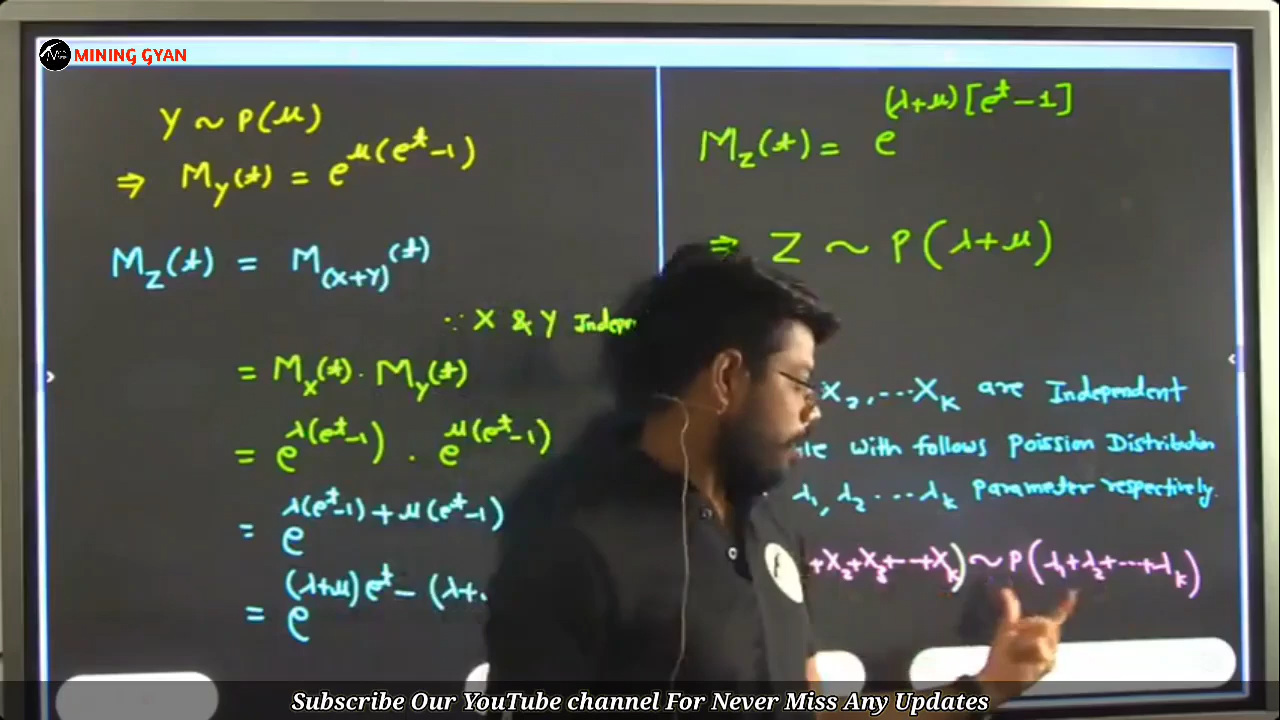 MINING GYAN
Y ~ P(μ)
⇒ M_Y(t) = e^{μ(e^t-1)}
M_Z(t) = M_{(X+Y)}(t)
∵ X & Y
= M_X(t) · M_Y(t)
= e^{λ(e^t-1)} · e^{μ(e^t-1)}
= e^{λ(e^t-1) + μ(e^t-1)}
= e^{(λ+μ)e^t - (λ+
M_Z(t) = e^{(λ+μ)[e^t-1]}
⇒ Z ~ P(λ+μ)
X_2, ... X_K are Independent
with follows Poission Distribution
λ_1, λ_2 ... λ_K Parameter respectively.
+X_2+X_3+--+X_K) ~ P(λ_1+λ_2+...+λ_K)
Subscribe Our YouTube channel For Never Miss Any Updates